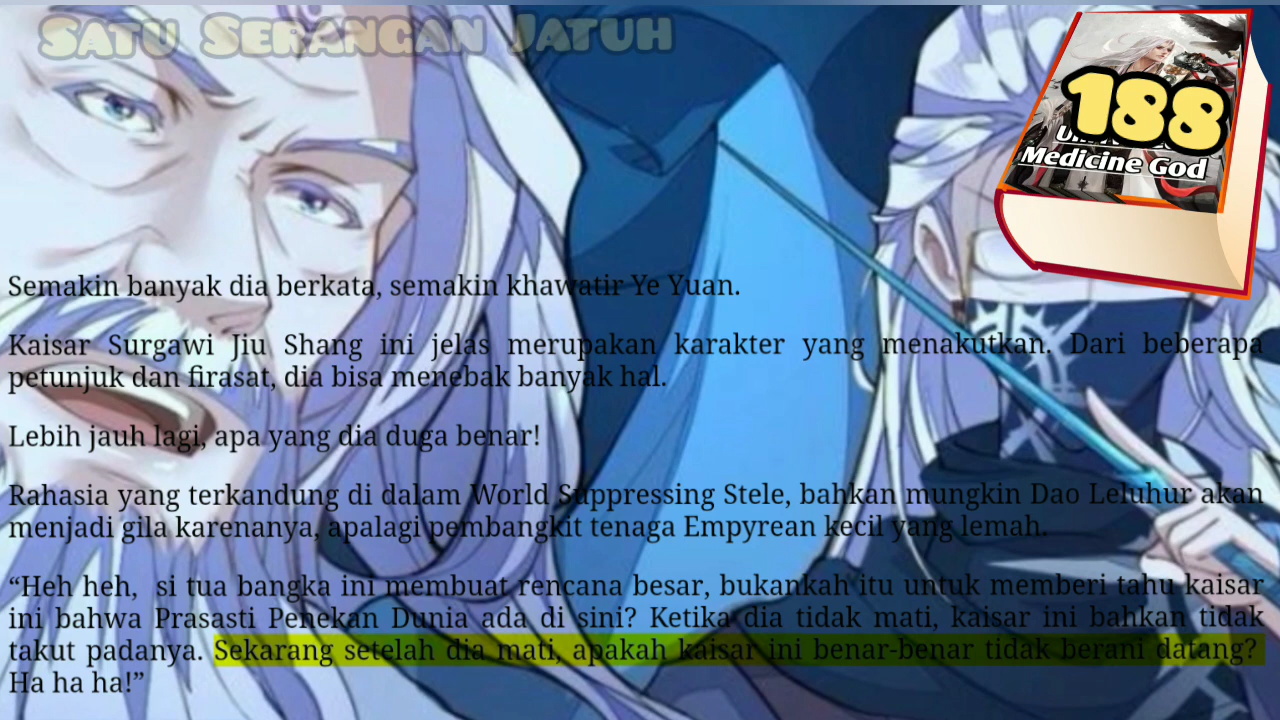 Satu Serangan Jatuh
188
Medicine God
Semakin banyak dia berkata, semakin khawatir Ye Yuan.
Kaisar Surgawi Jiu Shang ini jelas merupakan karakter yang menakutkan. Dari beberapa
petunjuk dan firasat, dia bisa menebak banyak hal.
Lebih jauh lagi, apa yang dia duga benar!
Rahasia yang terkandung di dalam World Suppressing Stele, bahkan mungkin Dao Leluhur akan
menjadi gila karenanya, apalagi pembangkit tenaga Empyrean kecil yang lemah.
“Heh heh,  si tua bangka ini membuat rencana besar, bukankah itu untuk memberi tahu kaisar
ini bahwa Prasasti Penekan Dunia ada di sini? Ketika dia tidak mati, kaisar ini bahkan tidak
takut padanya. Sekarang setelah dia mati, apakah kaisar ini benar-benar tidak berani datang?
Ha ha ha!”